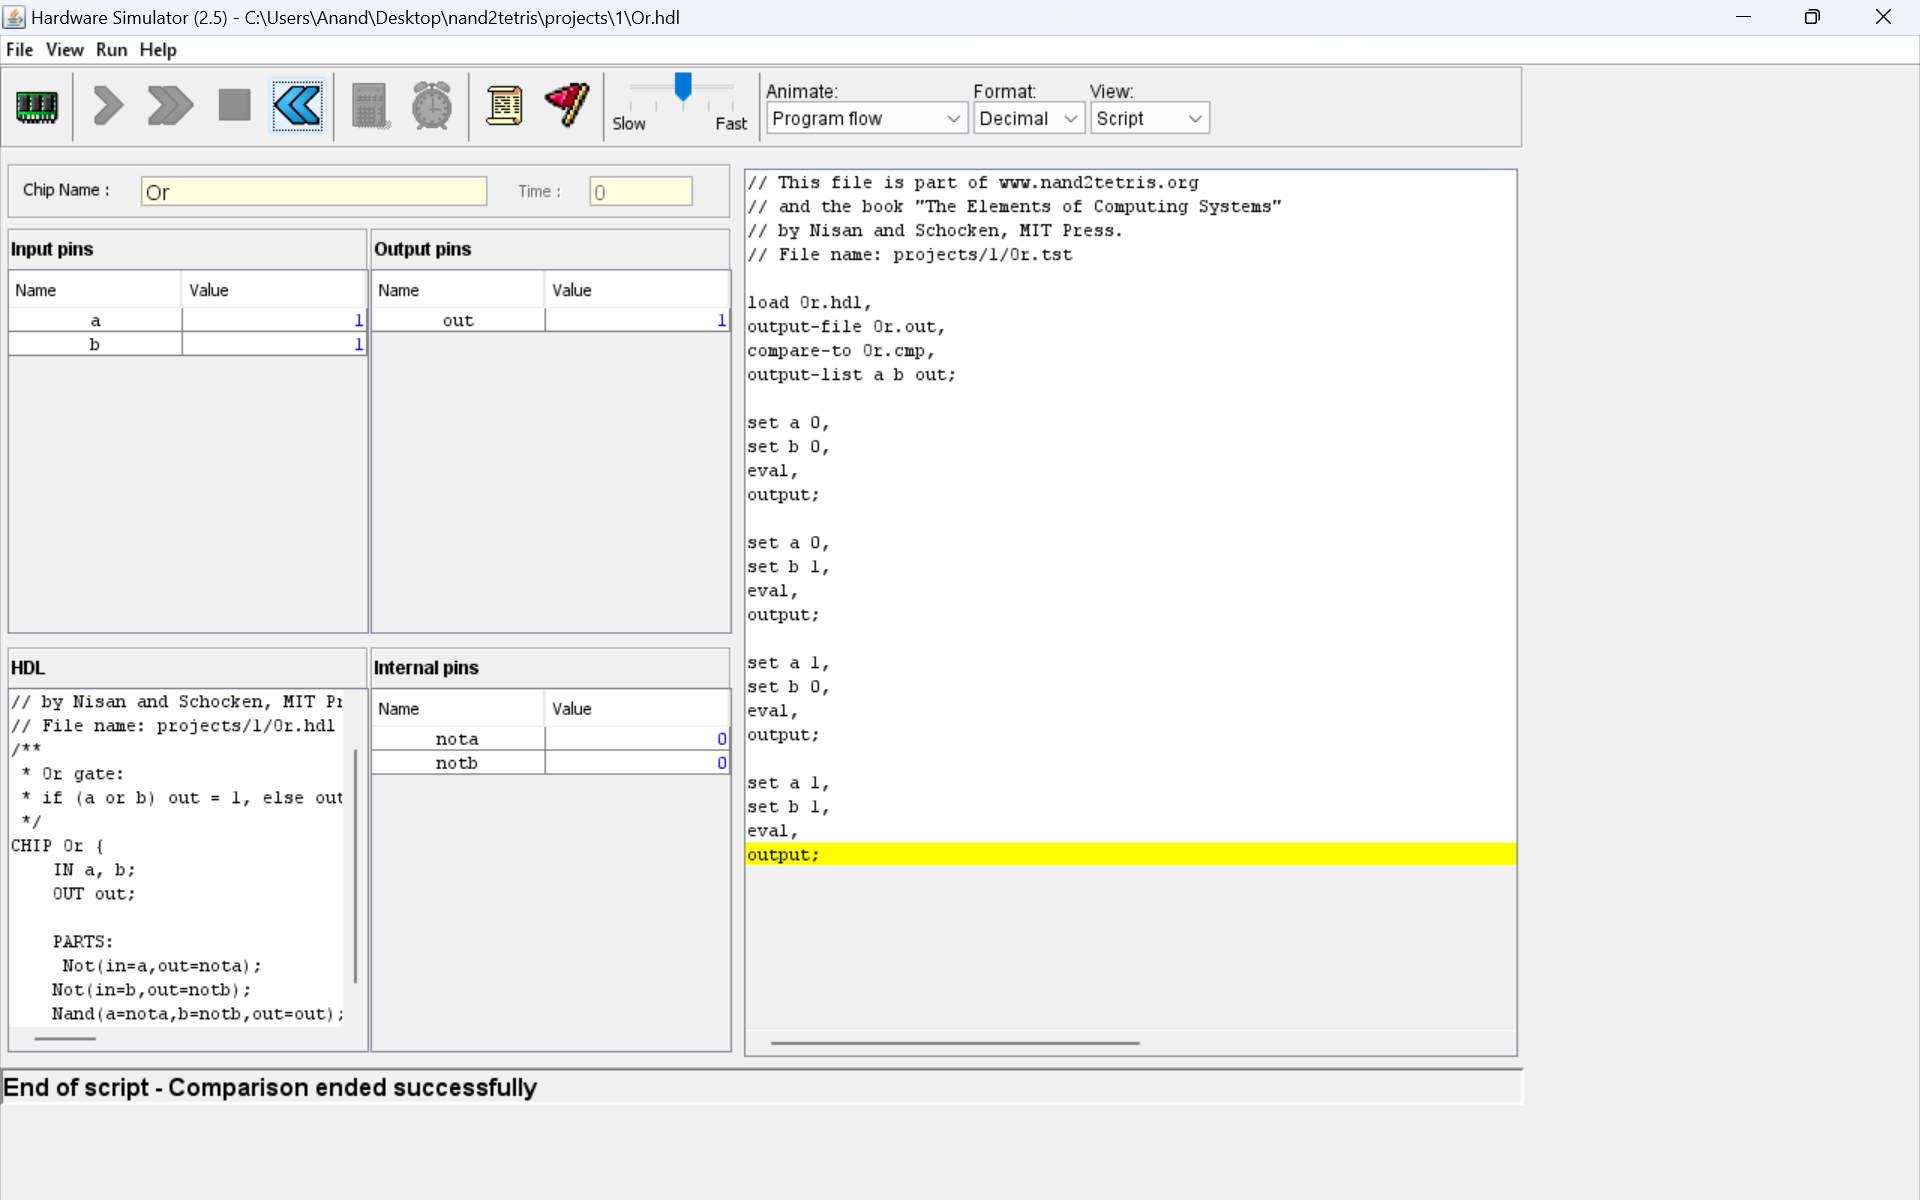 Hardware Simulator (2.5) - C:\Users\Anand\Desktop\nand2tetris\projects\1\Or.hdl
File View Run Help
Slow Fast
Animate:
Program flow
Format:
Decimal
View:
Script
Chip Name :
Or
Time :
0
Input pins
Name Value
a 1
b 1
Output pins
Name Value
out 1
HDL
// by Nisan and Schocken, MIT Pr
// File name: projects/1/Or.hdl
/**
* Or gate:
* if (a or b) out = 1, else out
*/
CHIP Or {
IN a, b;
OUT out;
PARTS:
Not(in=a,out=nota);
Not(in=b,out=notb);
Nand(a=nota,b=notb,out=out);
Internal pins
Name Value
nota 0
notb 0
// This file is part of www.nand2tetris.org
// and the book "The Elements of Computing Systems"
// by Nisan and Schocken, MIT Press.
// File name: projects/1/Or.tst
load Or.hdl,
output-file Or.out,
compare-to Or.cmp,
output-list a b out;
set a 0,
set b 0,
eval,
output;
set a 0,
set b 1,
eval,
output;
set a 1,
set b 0,
eval,
output;
set a 1,
set b 1,
eval,
output;
End of script - Comparison ended successfully